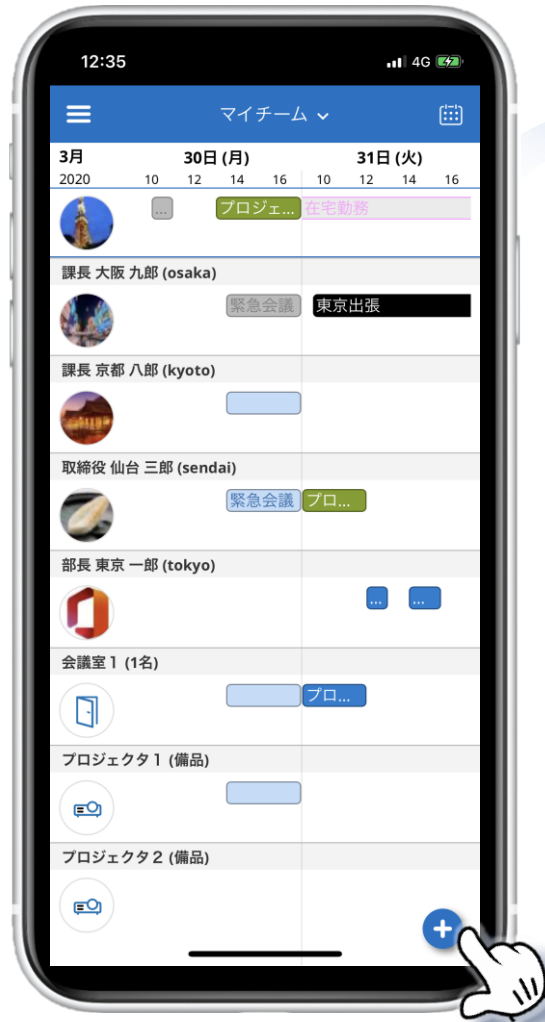 12:35 4G
マイチーム
3月 30日 (月) 31日 (火)
2020 10 12 14 16 10 12 14 16
... プロジェ... 在宅勤務
課長 大阪 九郎 (osaka)
緊急会議 東京出張
課長 京都 八郎 (kyoto)
取締役 仙台 三郎 (sendai)
緊急会議 プロ...
部長 東京 一郎 (tokyo)
... ...
会議室1 (1名)
プロ...
プロジェクタ1 (備品)
プロジェクタ2 (備品)